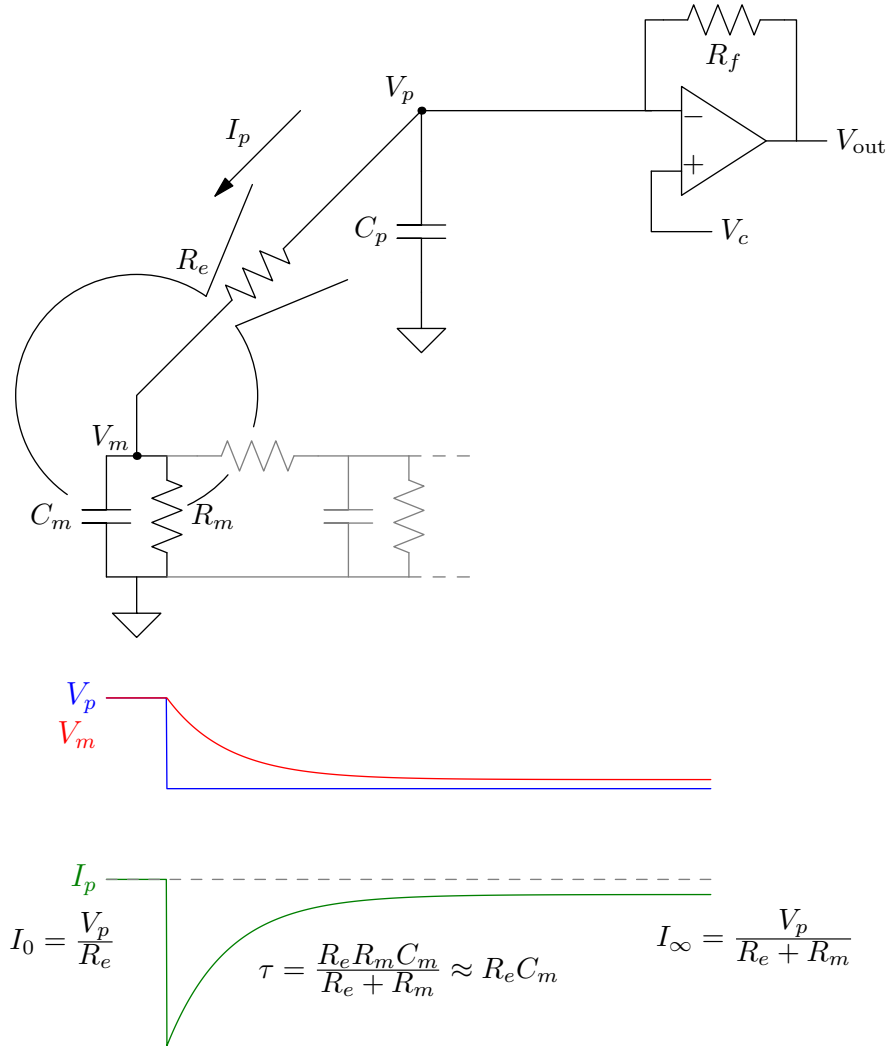 R_f
V_p
−
I_p
V_out
+
C_p
V_c
R_e
V_m
C_m
R_m
V_p
V_m
I_p
I_0 = V_p / R_e
τ = R_e R_m C_m / (R_e + R_m) ≈ R_e C_m
I_∞ = V_p / (R_e + R_m)